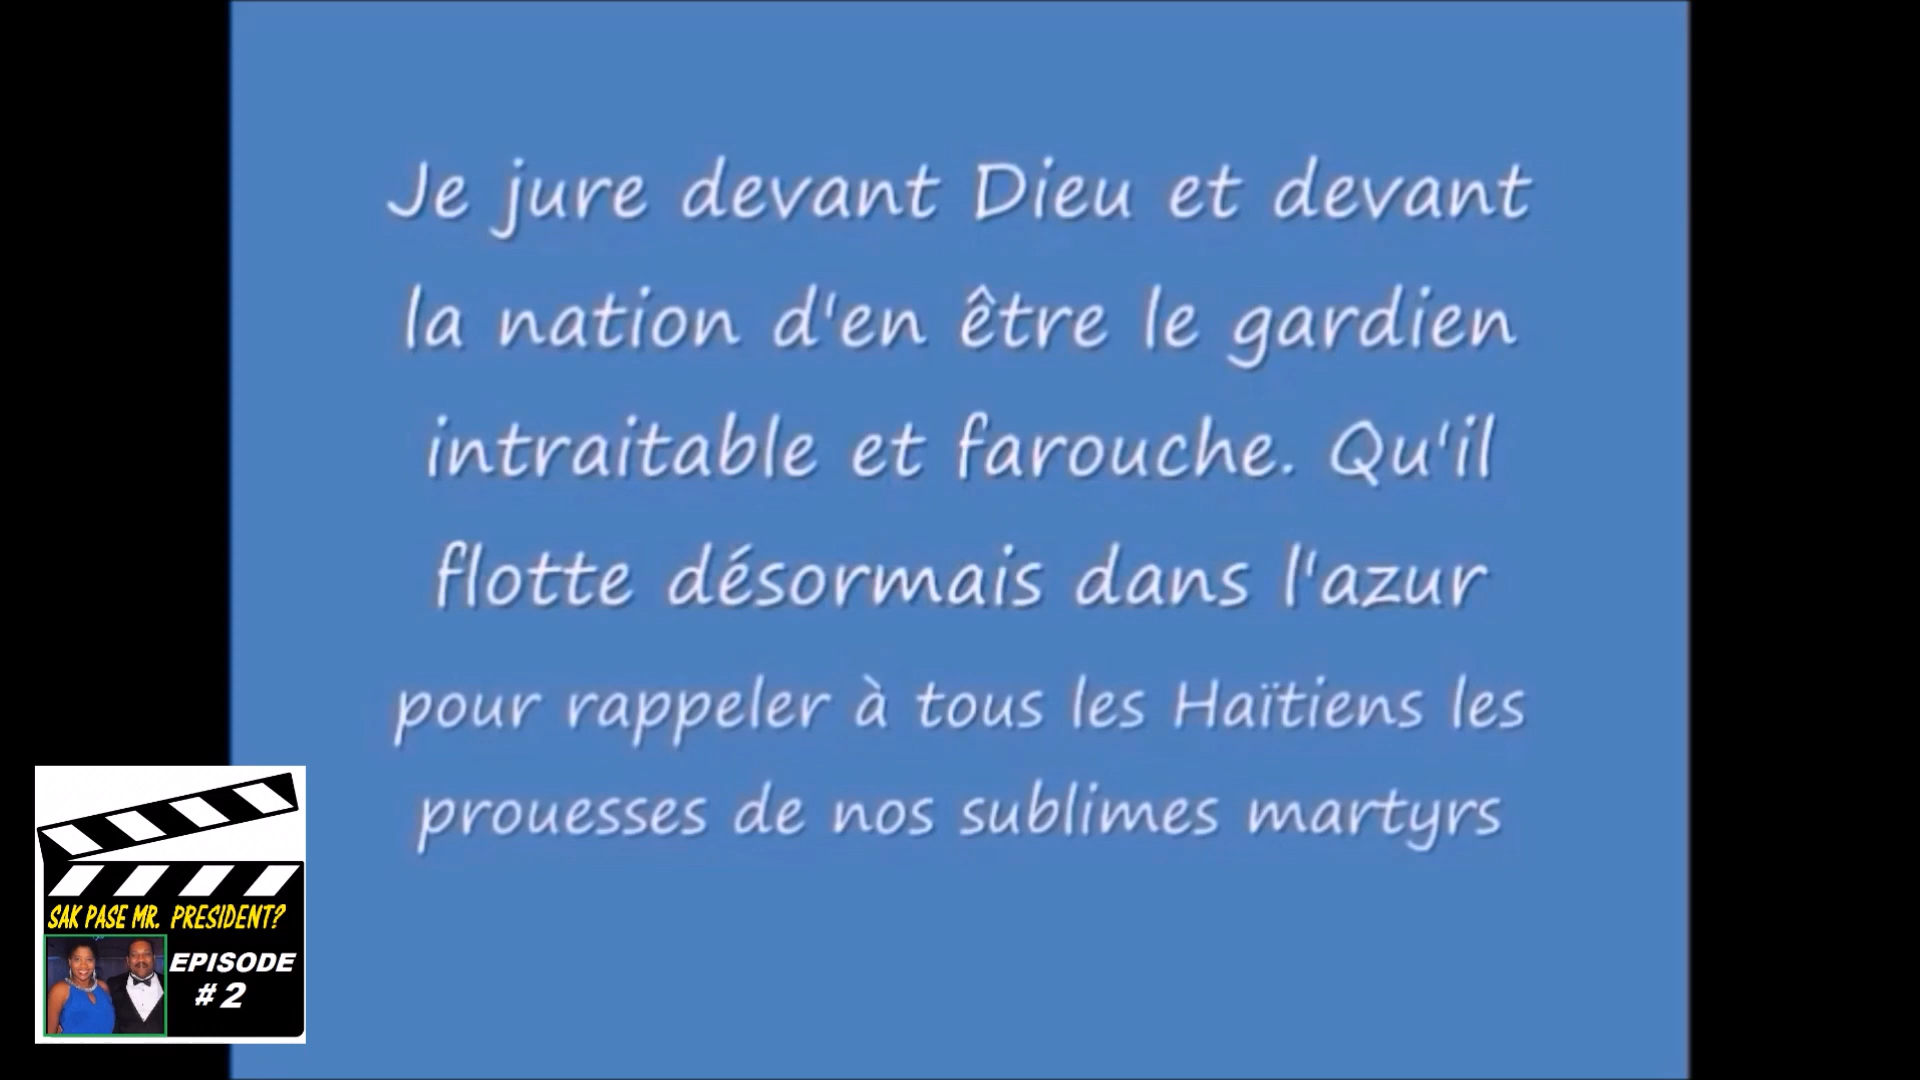 Je jure devant Dieu et devant
la nation d'en être le gardien
intraitable et farouche. Qu'il
flotte désormais dans l'azur
pour rappeler à tous les Haïtiens les
prouesses de nos sublimes martyrs
SAK PASE MR. PRESIDENT?
EPISODE
#2